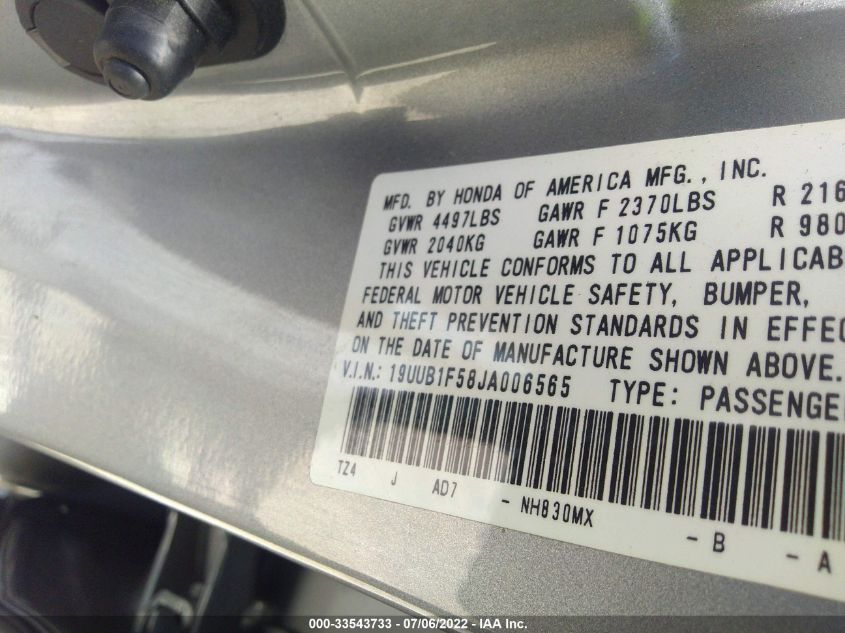 MFD. BY HONDA OF AMERICA MFG., INC.
GVWR 4497LBS GAWR F 2370LBS R 216
GVWR 2040KG GAWR F 1075KG R 980
THIS VEHICLE CONFORMS TO ALL APPLICAB
FEDERAL MOTOR VEHICLE SAFETY, BUMPER,
AND THEFT PREVENTION STANDARDS IN EFFEC
ON THE DATE OF MANUFACTURE SHOWN ABOVE.
V.I.N.: 19UUB1F58JA006565 TYPE: PASSENGE
TZ4 J AD7 - NH830MX - B - A
000-33543733 - 07/06/2022 - IAA Inc.